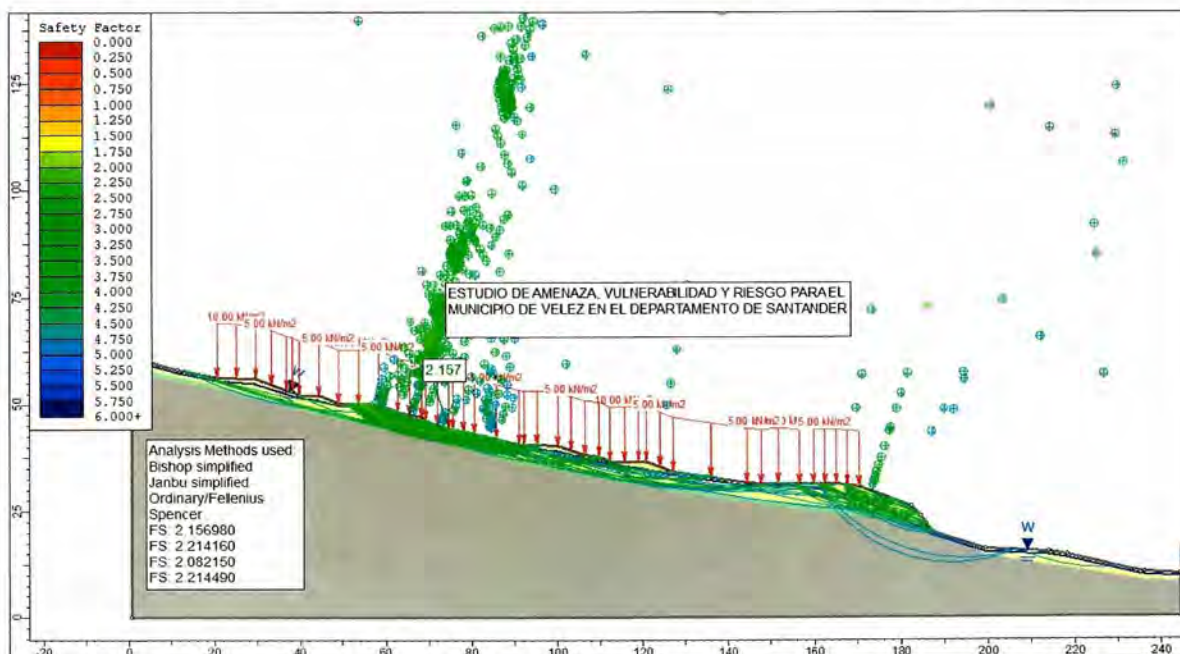 Safety Factor
0.000
0.250
0.500
0.750
1.000
1.250
1.500
1.750
2.000
2.250
2.500
2.750
3.000
3.250
3.500
3.750
4.000
4.250
4.500
4.750
5.000
5.250
5.500
5.750
6.000+
125
100
75
50
25
0
ESTUDIO DE AMENAZA, VULNERABILIDAD Y RIESGO PARA EL
MUNICIPIO DE VELEZ EN EL DEPARTAMENTO DE SANTANDER
5.00 kN/m2
5.00 kN/m2
W
2.157
5.00 kN/m2
5.00 kN/m2
5.00 kN/m2
W
Analysis Methods used
Bishop simplified
Janbu simplified
Ordinary/Fellenius
Spencer
FS: 2.156980
FS: 2.214160
FS: 2.082150
FS: 2.214490
-20 0 20 40 60 80 100 120 140 160 180 200 220 240